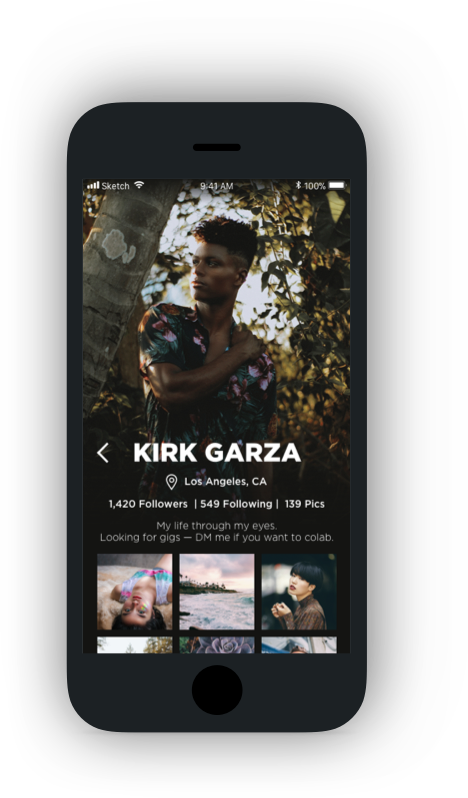 Sketch 9:41 AM 100%
KIRK GARZA
Los Angeles, CA
1,420 Followers | 549 Following | 139 Pics
My life through my eyes.
Looking for gigs — DM me if you want to colab.